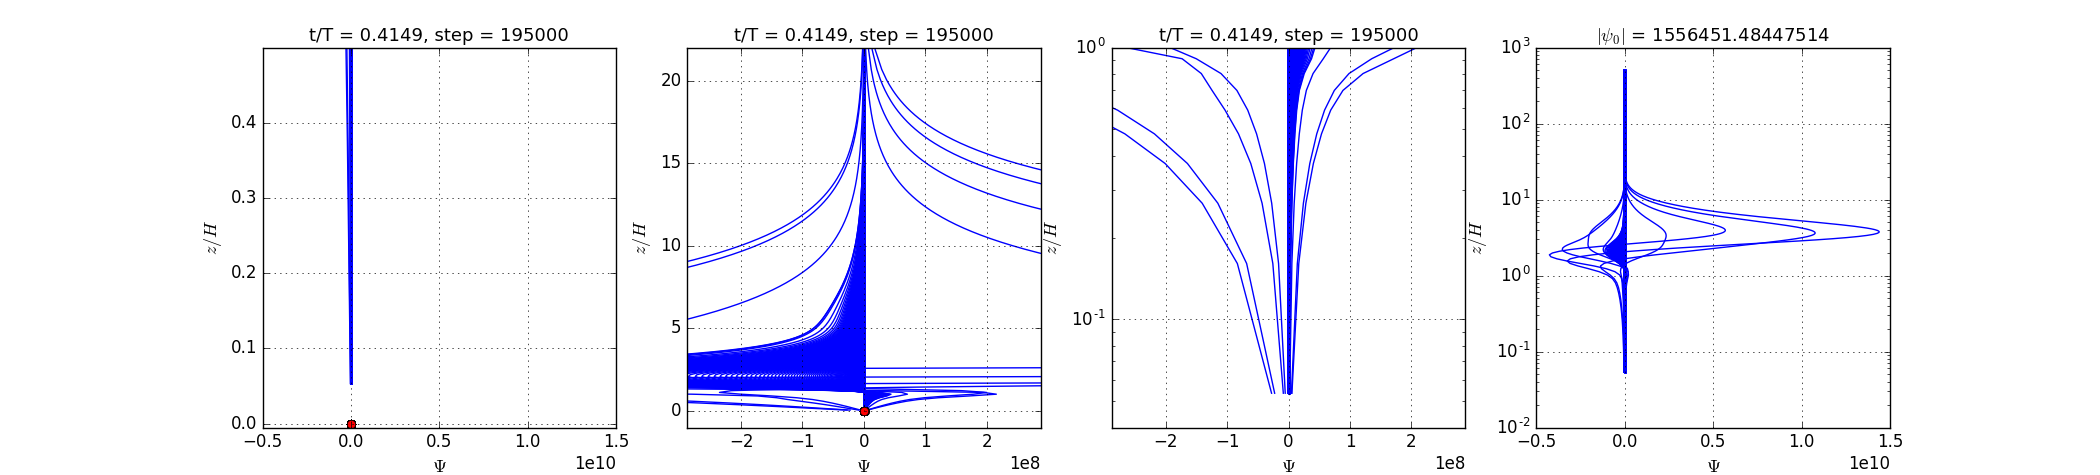 t/T = 0.4149, step = 195000
z/H
0.4
0.3
0.2
0.1
0.0
−0.5 0.0 0.5 1.0 1.5
1e10
Ψ
t/T = 0.4149, step = 195000
z/H
20
15
10
5
0
−2 −1 0 1 2
1e8
Ψ
t/T = 0.4149, step = 195000
z/H
10^0
10^-1
−2 −1 0 1 2
1e8
Ψ
|ψ_0| = 1556451.48447514
z/H
10^3
10^2
10^1
10^0
10^-1
10^-2
−0.5 0.0 0.5 1.0 1.5
1e10
Ψ